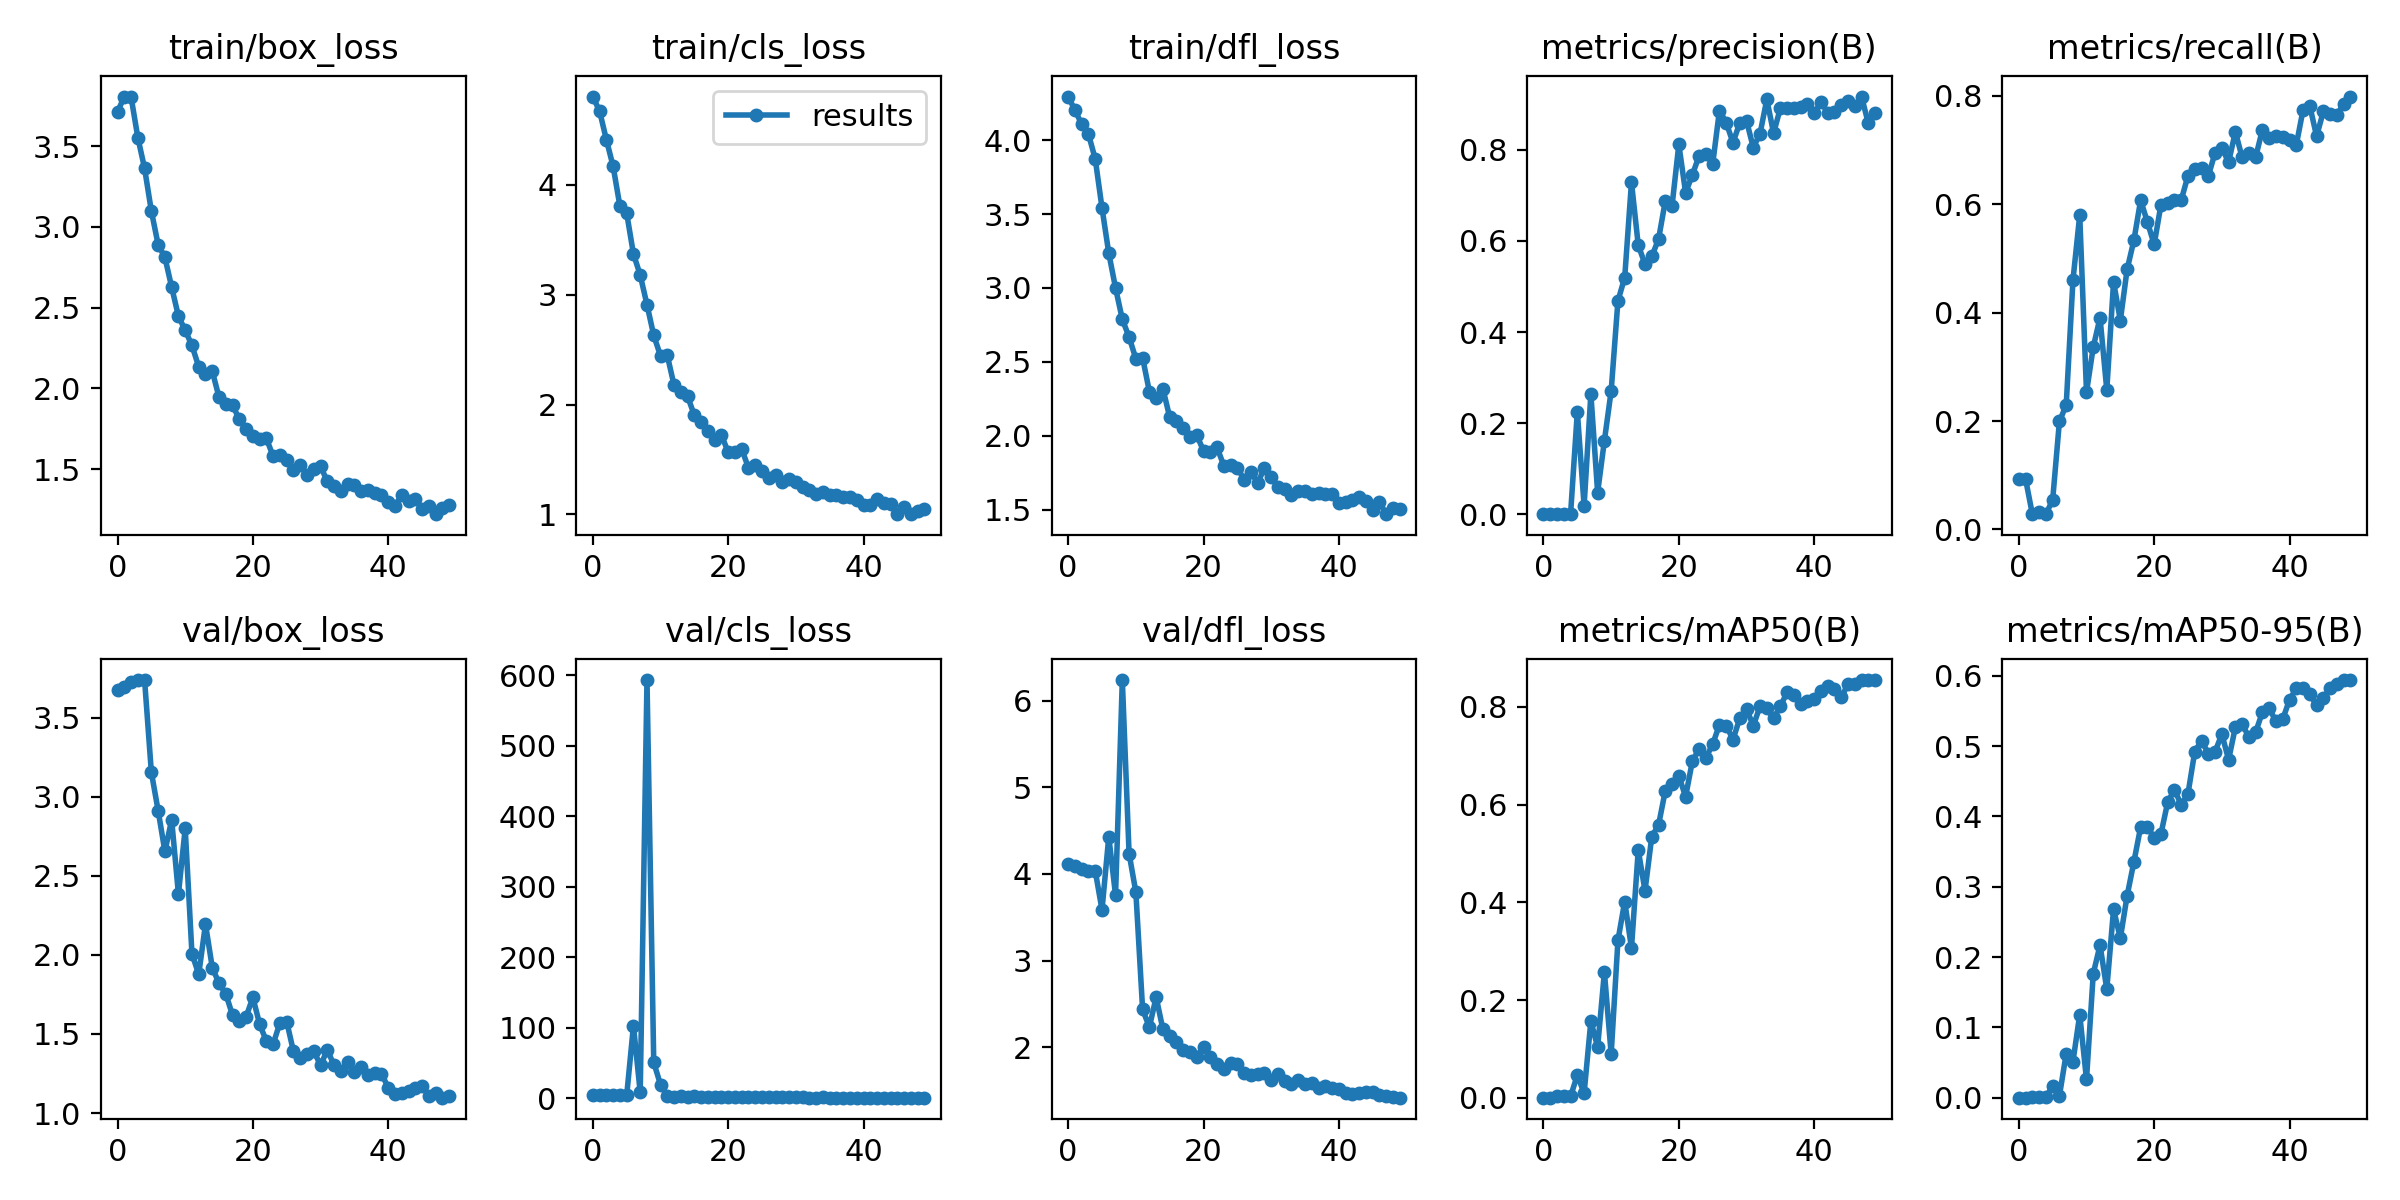 train/box_loss
train/cls_loss
train/dfl_loss
metrics/precision(B)
metrics/recall(B)
3.5
3.0
2.5
2.0
1.5
0 20 40
results
4
3
2
1
0 20 40
4.0
3.5
3.0
2.5
2.0
1.5
0 20 40
0.8
0.6
0.4
0.2
0.0
0 20 40
0.8
0.6
0.4
0.2
0.0
0 20 40
val/box_loss
val/cls_loss
val/dfl_loss
metrics/mAP50(B)
metrics/mAP50-95(B)
3.5
3.0
2.5
2.0
1.5
1.0
0 20 40
600
500
400
300
200
100
0
0 20 40
6
5
4
3
2
0 20 40
0.8
0.6
0.4
0.2
0.0
0 20 40
0.6
0.5
0.4
0.3
0.2
0.1
0.0
0 20 40